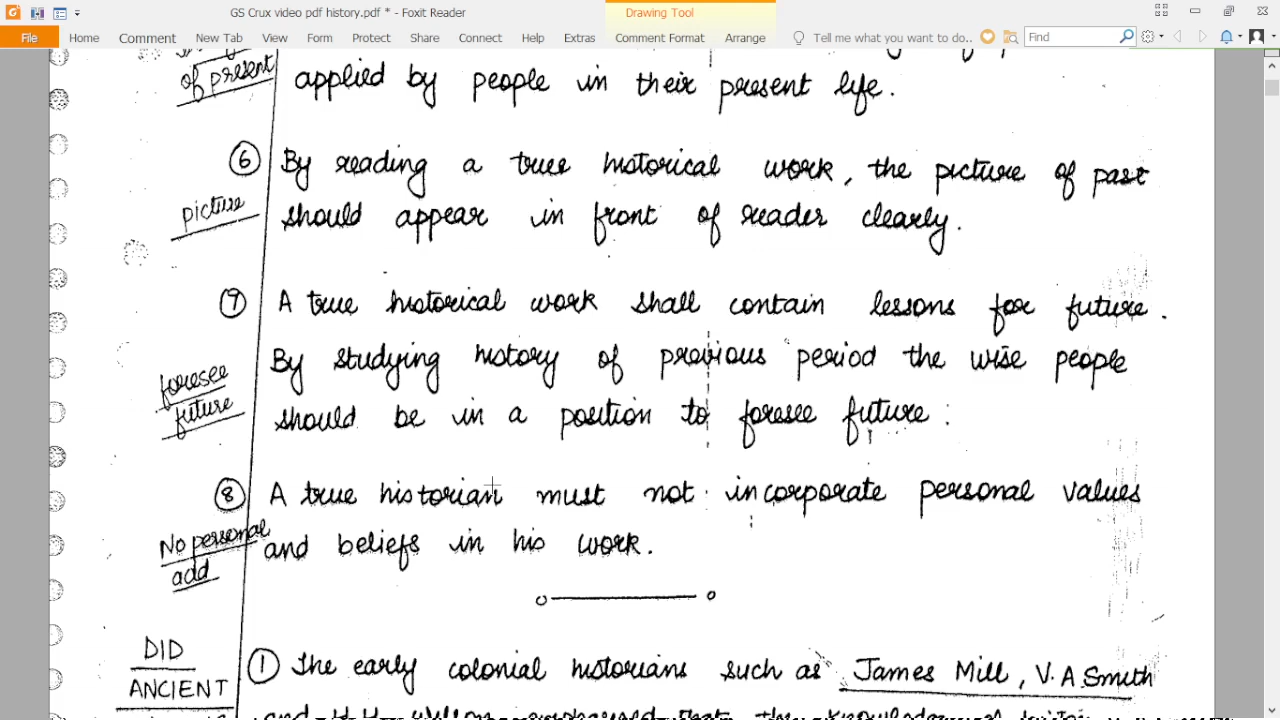 GS Crux video pdf history.pdf * - Foxit Reader
Drawing Tool
File Home Comment New Tab View Form Protect Share Connect Help Extras Comment Format Arrange Tell me what you want to do.. Find
of present
applied by people in their present life.
⑥ By reading a true historical work, the picture of past
picture
should appear in front of reader clearly.
⑦ A true historical work shall contain lessons for future.
By studying history of previous period the wise people
foresee
future
should be in a position to foresee future.
⑧ A true historian must not incorporate personal values
No personal
add
and beliefs in his work.
DID
ANCIENT
① The early colonial historians such as James Mill, V.A Smith